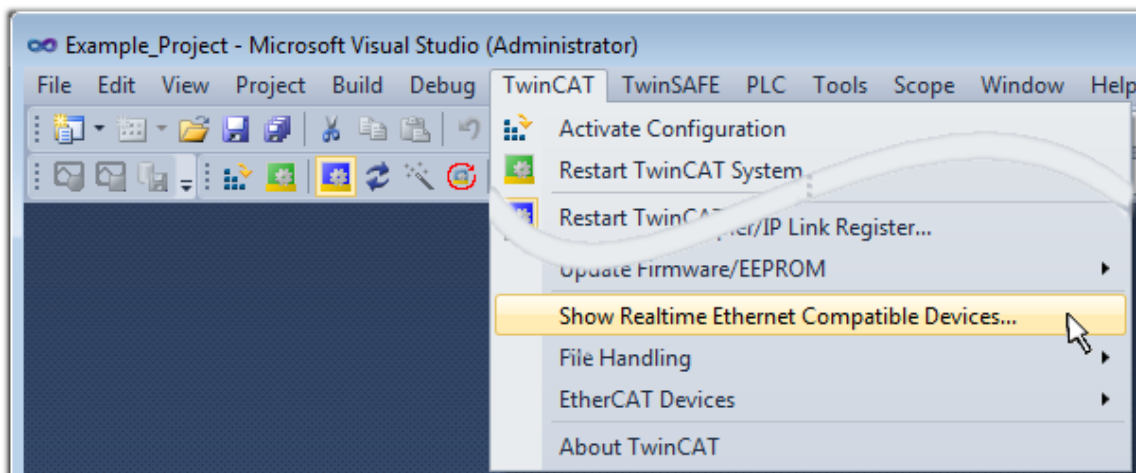 Example_Project - Microsoft Visual Studio (Administrator)
File Edit View Project Build Debug TwinCAT TwinSAFE PLC Tools Scope Window Help
Activate Configuration
Restart TwinCAT System
Restart TwinCAT
/IP Link Register...
Update Firmware/EEPROM
Show Realtime Ethernet Compatible Devices...
File Handling
EtherCAT Devices
About TwinCAT